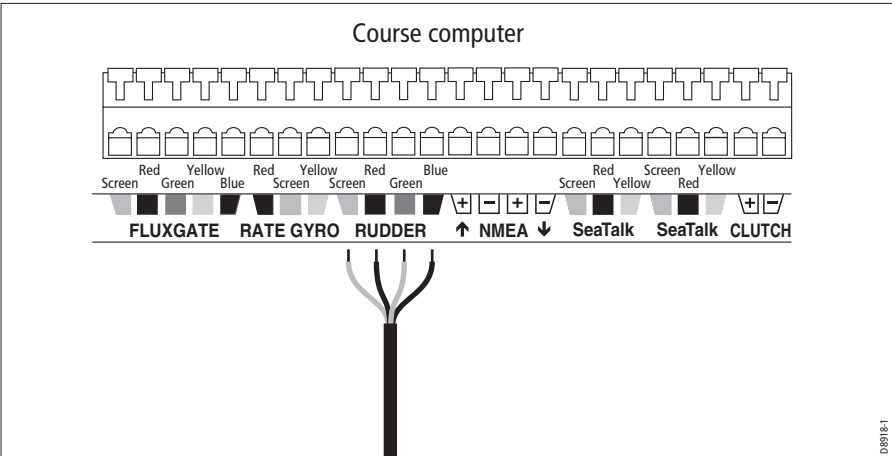 Course computer
Red Yellow Red Yellow Red Blue Red Screen Yellow
Screen Green Blue Screen Screen Green Screen Yellow Red
+ - + - + -
FLUXGATE RATE GYRO RUDDER ↑ NMEA ↓ SeaTalk SeaTalk CLUTCH
D8918-1